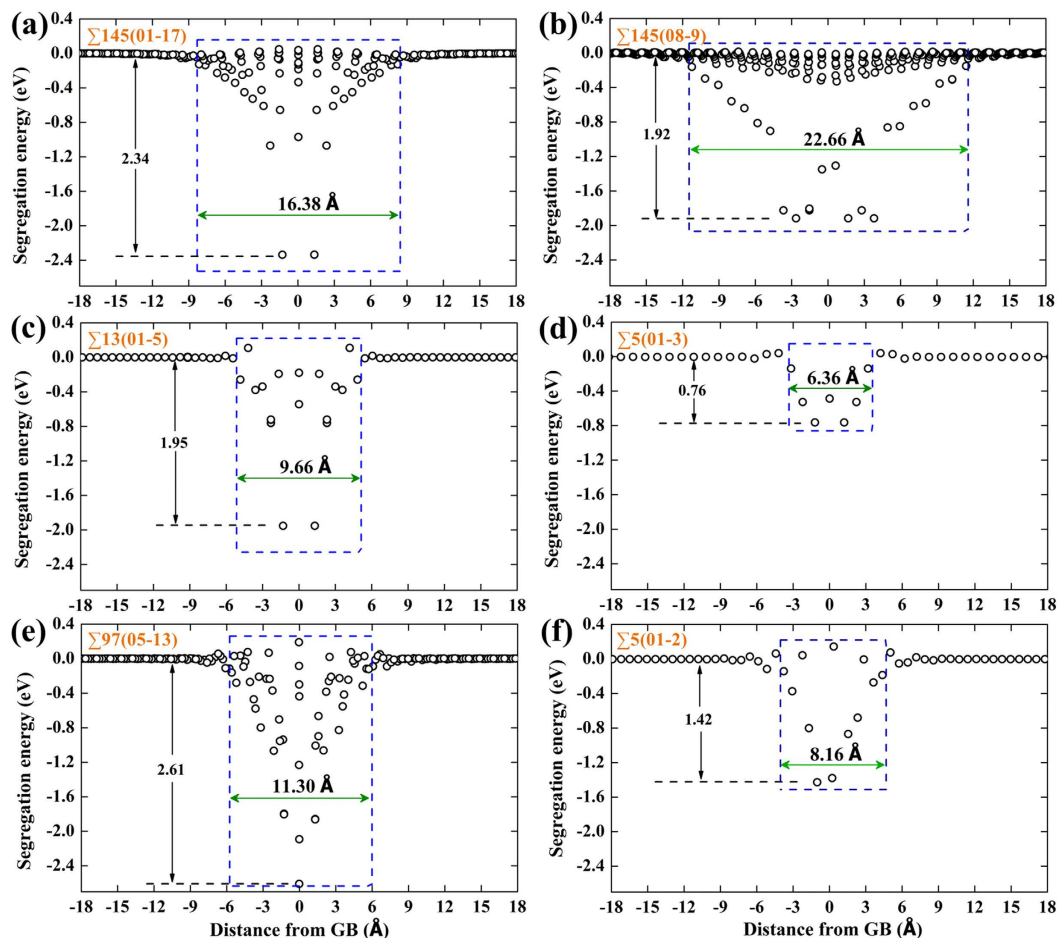 (a)
∑145(01-17)
0.4
0.0
-0.4
-0.8
-1.2
-1.6
-2.0
-2.4
Segregation energy (eV)
2.34
16.38 Å
-18 -15 -12 -9 -6 -3 0 3 6 9 12 15 18
(b)
∑145(08-9)
0.4
0.0
-0.4
-0.8
-1.2
-1.6
-2.0
-2.4
-2.8
Segregation energy (eV)
1.92
22.66 Å
-18 -15 -12 -9 -6 -3 0 3 6 9 12 15 18
(c)
∑13(01-5)
0.4
0.0
-0.4
-0.8
-1.2
-1.6
-2.0
-2.4
Segregation energy (eV)
1.95
9.66 Å
-18 -15 -12 -9 -6 -3 0 3 6 9 12 15 18
(d)
∑5(01-3)
0.4
0.0
-0.4
-0.8
-1.2
-1.6
-2.0
-2.4
Segregation energy (eV)
0.76
6.36 Å
-18 -15 -12 -9 -6 -3 0 3 6 9 12 15 18
(e)
∑97(05-13)
0.4
0.0
-0.4
-0.8
-1.2
-1.6
-2.0
-2.4
Segregation energy (eV)
2.61
11.30 Å
-18 -15 -12 -9 -6 -3 0 3 6 9 12 15 18
Distance from GB (Å)
(f)
∑5(01-2)
0.4
0.0
-0.4
-0.8
-1.2
-1.6
-2.0
-2.4
Segregation energy (eV)
1.42
8.16 Å
-18 -15 -12 -9 -6 -3 0 3 6 9 12 15 18
Distance from GB (Å)